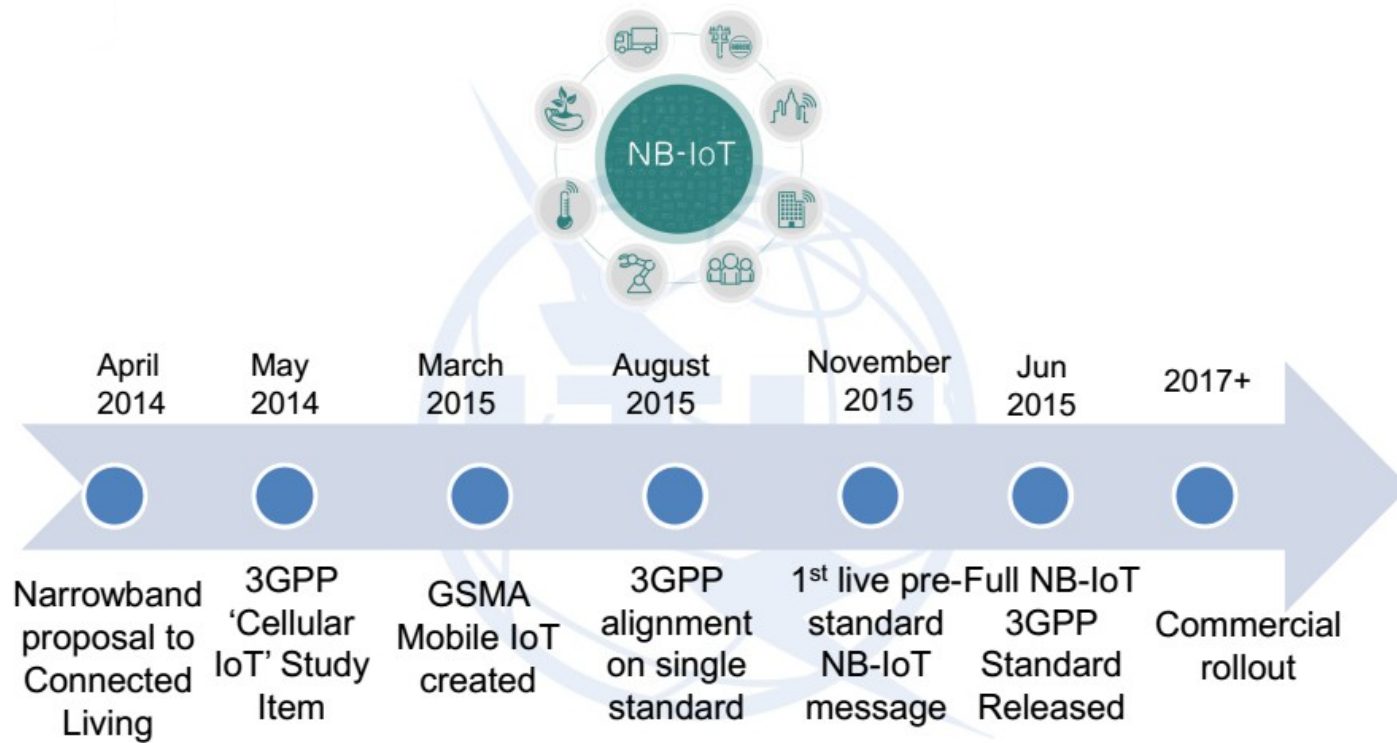 NB-IoT
April
2014
May
2014
March
2015
August
2015
November
2015
Jun
2015
2017+
Narrowband
proposal to
Connected
Living
3GPP
‘Cellular
IoT’ Study
Item
GSMA
Mobile IoT
created
3GPP
alignment
on single
standard
1st live pre-
standard
NB-IoT
message
Full NB-IoT
3GPP
Standard
Released
Commercial
rollout